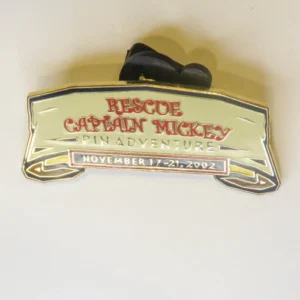 RESCUE
CAPTAIN MICKEY
PIN ADVENTURE
NOVEMBER 17-21, 2002